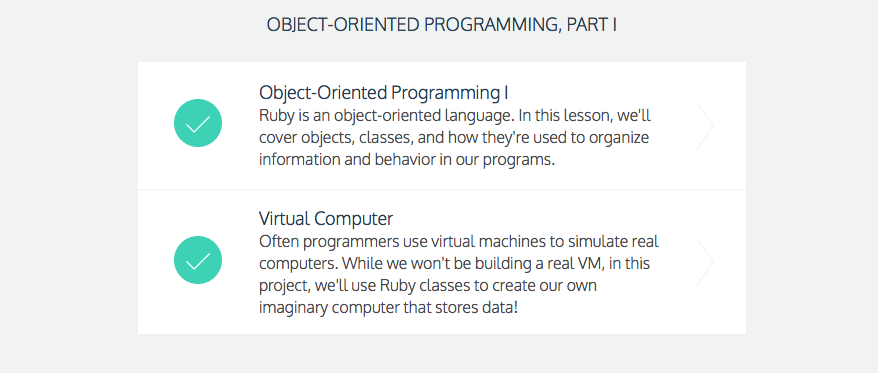 OBJECT-ORIENTED PROGRAMMING, PART I
Object-Oriented Programming I
Ruby is an object-oriented language. In this lesson, we'll
cover objects, classes, and how they're used to organize
information and behavior in our programs.
Virtual Computer
Often programmers use virtual machines to simulate real
computers. While we won't be building a real VM, in this
project, we'll use Ruby classes to create our own
imaginary computer that stores data!